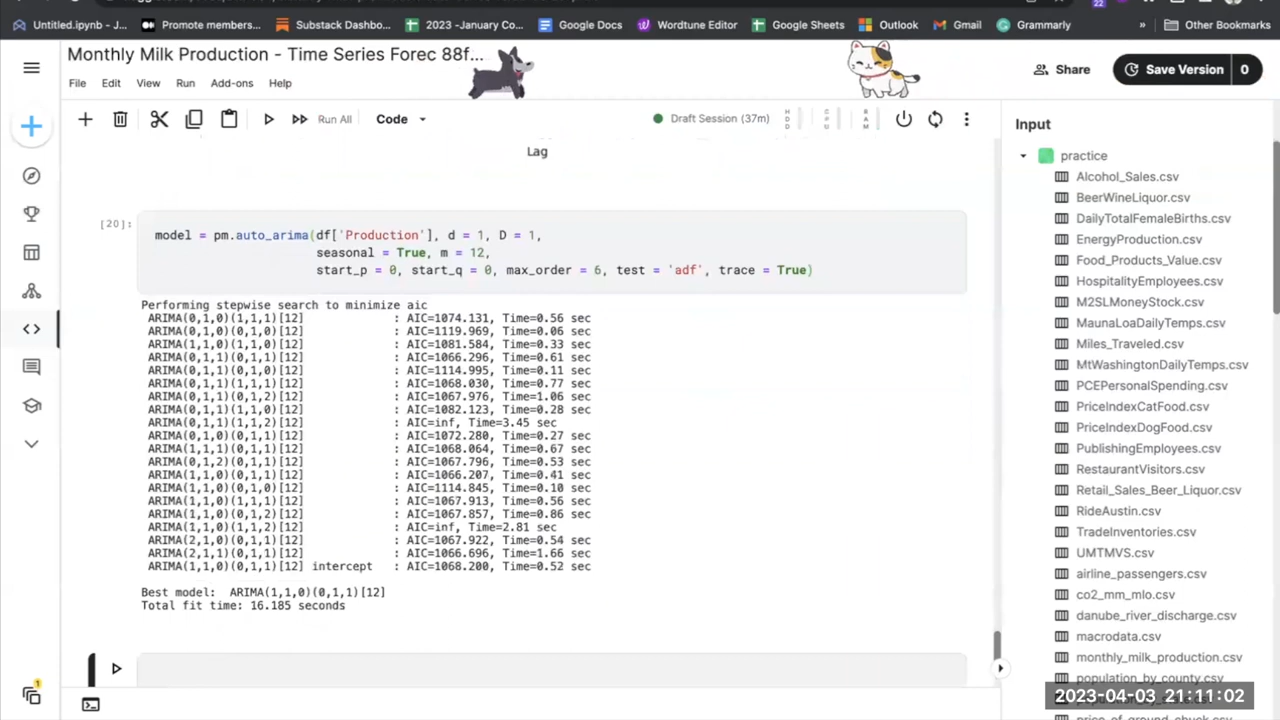 Untitled.ipynb - J...
Promote members...
Substack Dashbo...
2023 -January Co...
Google Docs
Wordtune Editor
Google Sheets
Outlook
Gmail
Grammarly
»
Other Bookmarks
22
Monthly Milk Production - Time Series Forec 88f...
Share
Save Version
0
File Edit View Run Add-ons Help
Run All
Code
Draft Session (37m)
HDD
CPU
RAM
Input
practice
Alcohol_Sales.csv
BeerWineLiquor.csv
DailyTotalFemaleBirths.csv
EnergyProduction.csv
Food_Products_Value.csv
HospitalityEmployees.csv
M2SLMoneyStock.csv
MaunaLoaDailyTemps.csv
Miles_Traveled.csv
MtWashingtonDailyTemps.csv
PCEPersonalSpending.csv
PriceIndexCatFood.csv
PriceIndexDogFood.csv
PublishingEmployees.csv
RestaurantVisitors.csv
Retail_Sales_Beer_Liquor.csv
RideAustin.csv
TradeInventories.csv
UMTMVS.csv
airline_passengers.csv
co2_mm_mlo.csv
danube_river_discharge.csv
macrodata.csv
monthly_milk_production.csv
population_by_county.csv
Lag
[20]:
model = pm.auto_arima(df['Production'], d = 1, D = 1,
seasonal = True, m = 12,
start_p = 0, start_q = 0, max_order = 6, test = 'adf', trace = True)
Performing stepwise search to minimize aic
ARIMA(0,1,0)(1,1,1)[12] : AIC=1074.131, Time=0.56 sec
ARIMA(0,1,0)(0,1,0)[12] : AIC=1119.969, Time=0.06 sec
ARIMA(1,1,0)(1,1,0)[12] : AIC=1081.584, Time=0.33 sec
ARIMA(0,1,1)(0,1,1)[12] : AIC=1066.296, Time=0.61 sec
ARIMA(0,1,1)(0,1,0)[12] : AIC=1114.995, Time=0.11 sec
ARIMA(0,1,1)(1,1,1)[12] : AIC=1068.030, Time=0.77 sec
ARIMA(0,1,1)(0,1,2)[12] : AIC=1067.976, Time=1.06 sec
ARIMA(0,1,1)(1,1,0)[12] : AIC=1082.123, Time=0.28 sec
ARIMA(0,1,1)(1,1,2)[12] : AIC=inf, Time=3.45 sec
ARIMA(0,1,0)(0,1,1)[12] : AIC=1072.280, Time=0.27 sec
ARIMA(1,1,1)(0,1,1)[12] : AIC=1068.064, Time=0.67 sec
ARIMA(0,1,2)(0,1,1)[12] : AIC=1067.796, Time=0.53 sec
ARIMA(1,1,0)(0,1,1)[12] : AIC=1066.207, Time=0.41 sec
ARIMA(1,1,0)(0,1,0)[12] : AIC=1114.845, Time=0.10 sec
ARIMA(1,1,0)(1,1,1)[12] : AIC=1067.913, Time=0.56 sec
ARIMA(1,1,0)(0,1,2)[12] : AIC=1067.857, Time=0.86 sec
ARIMA(1,1,0)(1,1,2)[12] : AIC=inf, Time=2.81 sec
ARIMA(2,1,0)(0,1,1)[12] : AIC=1067.922, Time=0.54 sec
ARIMA(2,1,1)(0,1,1)[12] : AIC=1066.696, Time=1.66 sec
ARIMA(1,1,0)(0,1,1)[12] intercept : AIC=1068.200, Time=0.52 sec
Best model: ARIMA(1,1,0)(0,1,1)[12]
Total fit time: 16.185 seconds
1
2023-04-03 21:11:02